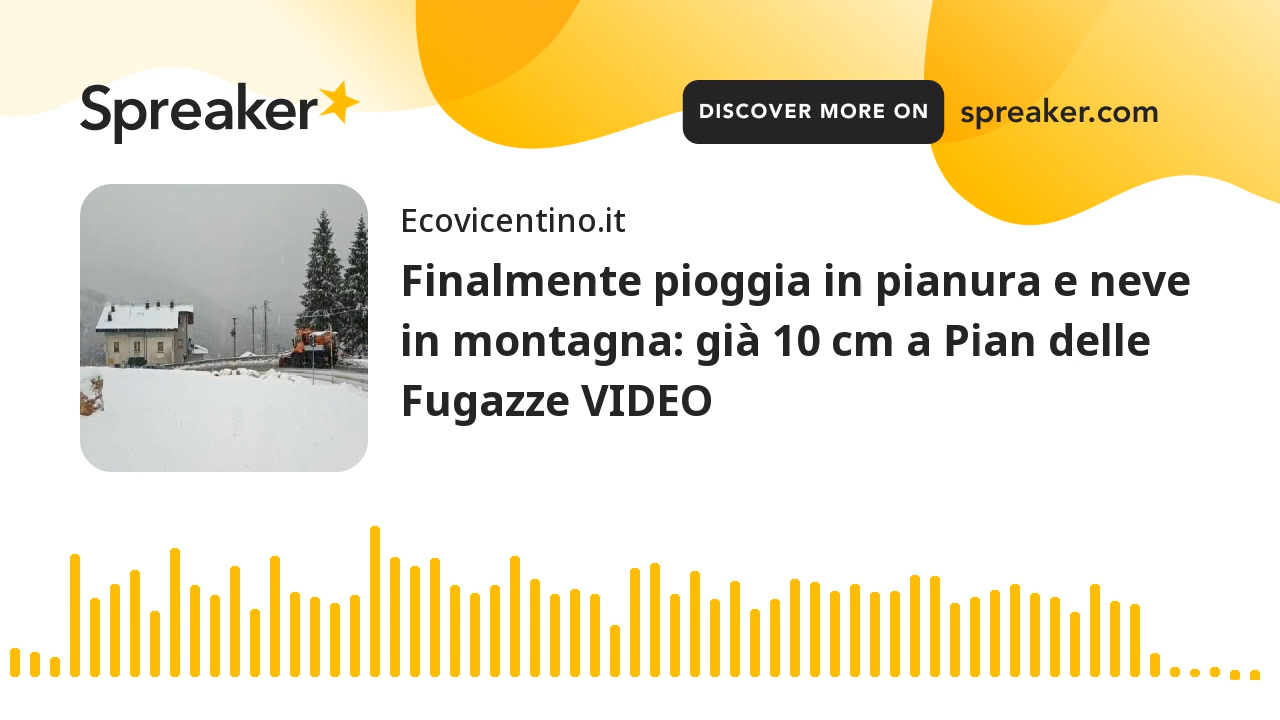 Spreaker
DISCOVER MORE ON
spreaker.com
Ecovicentino.it
Finalmente pioggia in pianura e neve
in montagna: già 10 cm a Pian delle
Fugazze VIDEO